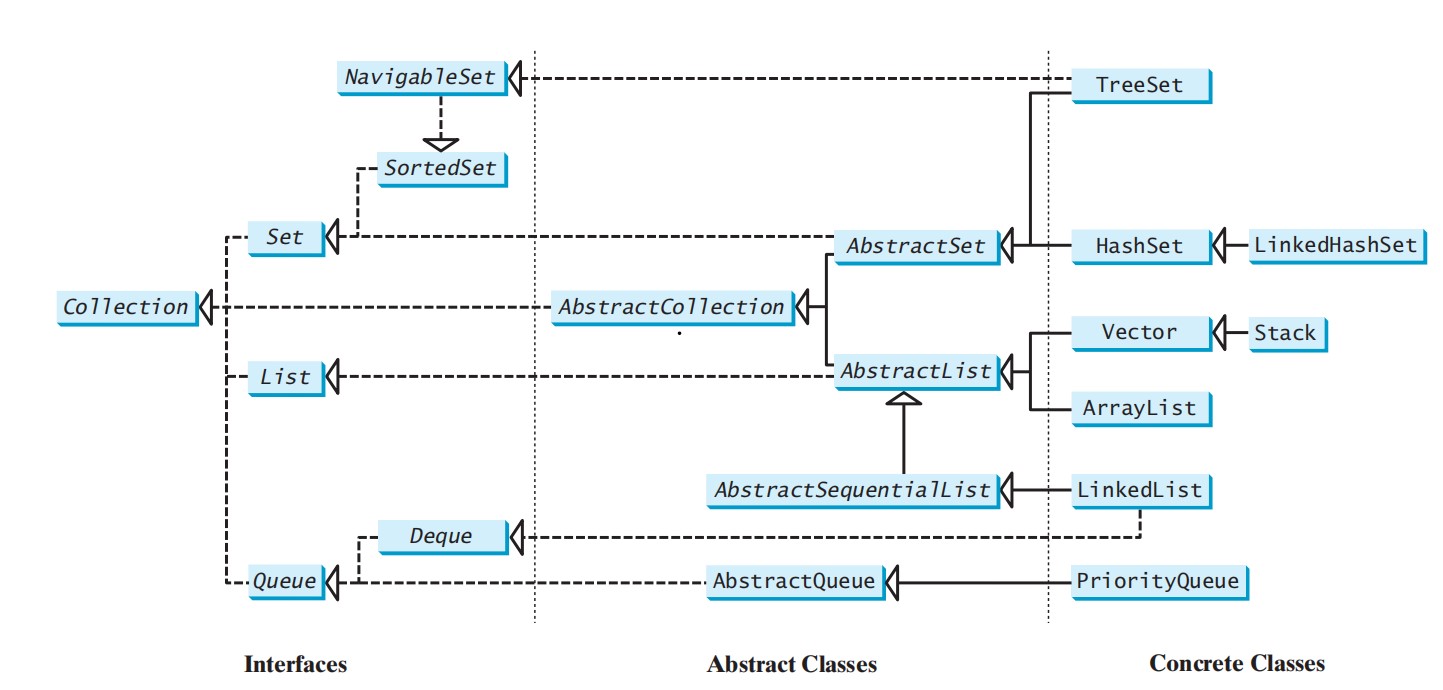 NavigableSet
TreeSet
SortedSet
Set
AbstractSet
HashSet
LinkedHashSet
Collection
AbstractCollection
Vector
Stack
List
AbstractList
ArrayList
AbstractSequentialList
LinkedList
Deque
Queue
AbstractQueue
PriorityQueue
Interfaces
Abstract Classes
Concrete Classes